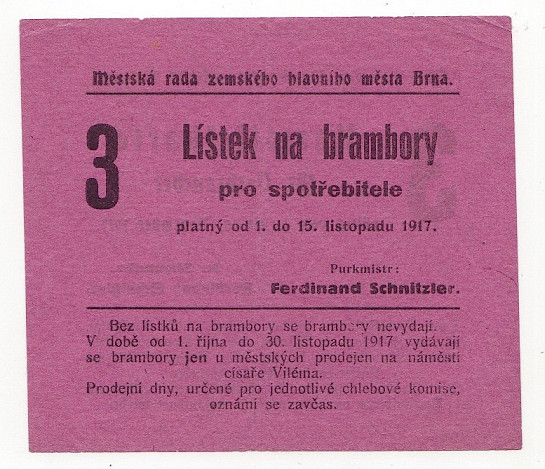 Městská rada zemského hlavního města Brna.
3
Lístek na brambory
pro spotřebitele
platný od 1. do 15. listopadu 1917.
Purkmistr:
Ferdinand Schnitzler.
Bez lístků na brambory se brambory nevydají.
V době od 1. října do 30. listopadu 1917 vydávají
se brambory jen u městských prodejen na náměstí
císaře Viléma.
Prodejní dny, určené pro jednotlivé chlebové komise,
oznámí se zavčas.